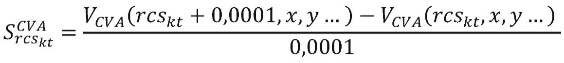 S^{CVA}_{rcs_{kt}} = \frac{V_{CVA}(rcs_{kt} + 0,0001, x, y …) − V_{CVA}(rcs_{kt}, x, y …)}{0,0001}